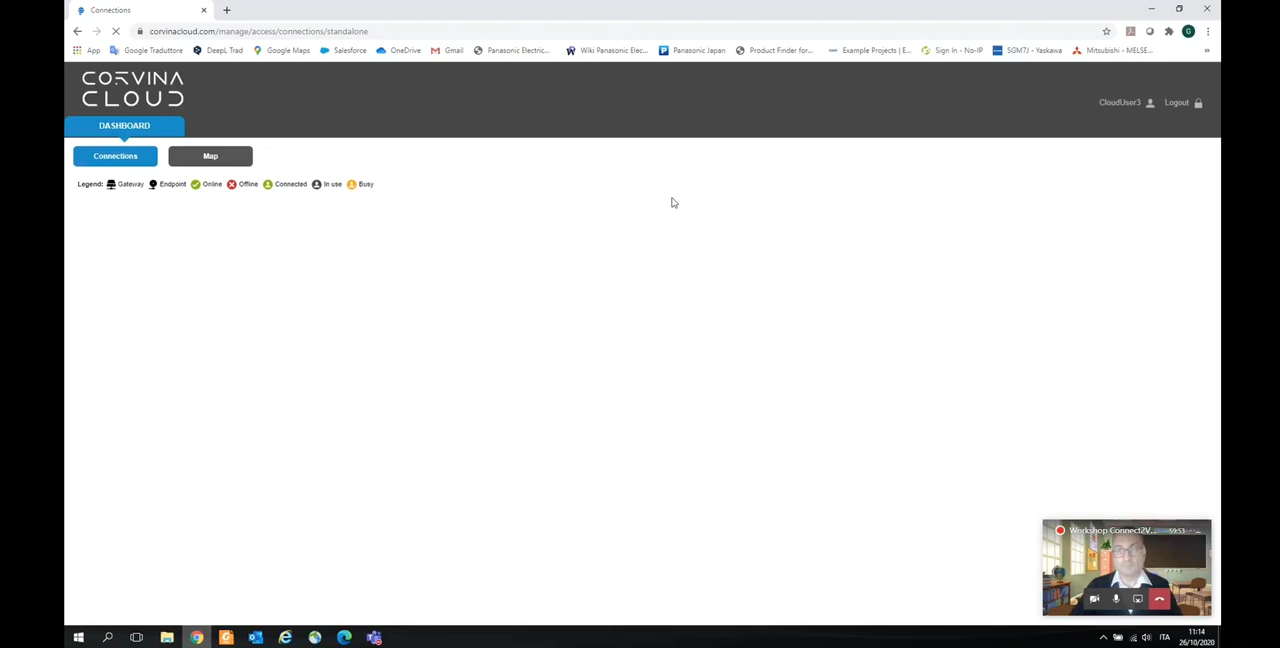 Connections
corvinacloud.com/manage/access/connections/standalone
G
App Google Traduttore DeepL Trad Google Maps Salesforce OneDrive Gmail Panasonic Electric... Wiki Panasonic Elec... Panasonic Japan Product Finder for... Example Projects | E... Sign In - No-IP SGM7J - Yaskawa Mitsubishi - MELSE... »
CORVINA
CLOUD
CloudUser3 Logout
DASHBOARD
Connections Map
Legend: Gateway Endpoint Online Offline Connected In use Busy
Workshop Connect2V... 59:53
ITA
11:14
26/10/2020